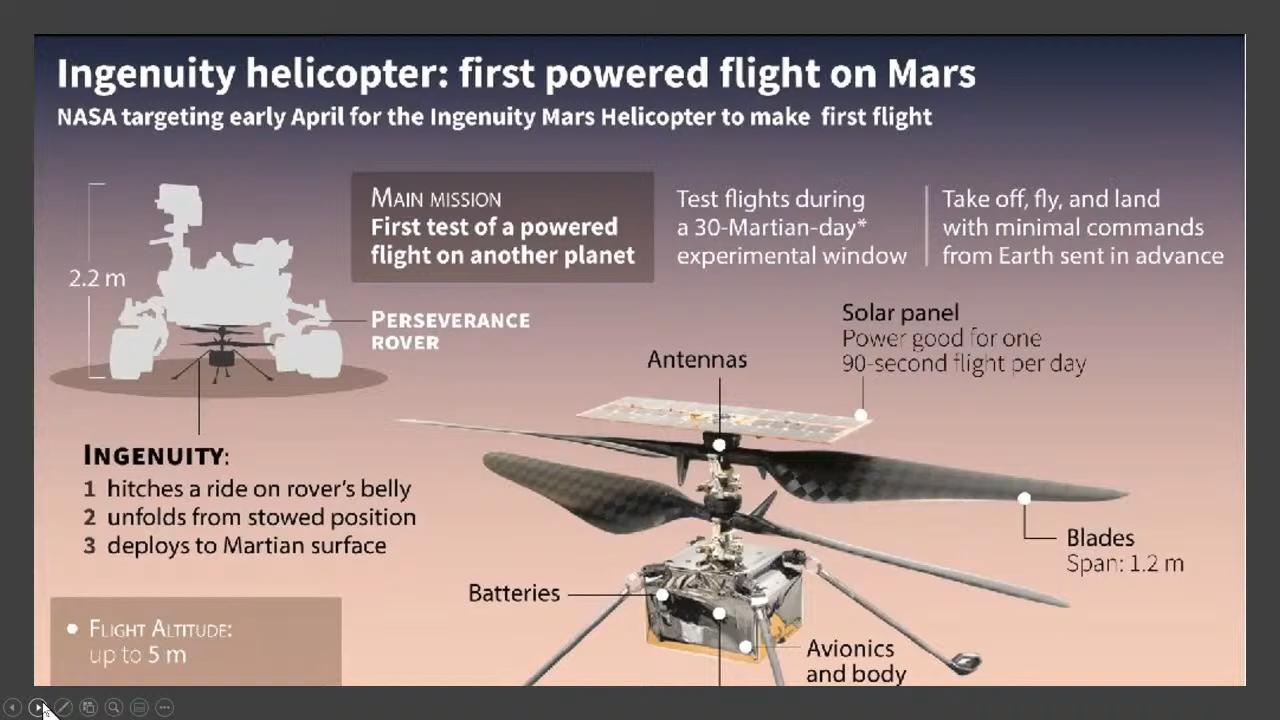 Ingenuity helicopter: first powered flight on Mars
NASA targeting early April for the Ingenuity Mars Helicopter to make first flight
2.2 m
MAIN MISSION
First test of a powered
flight on another planet
Test flights during
a 30-Martian-day*
experimental window
Take off, fly, and land
with minimal commands
from Earth sent in advance
PERSEVERANCE
ROVER
Solar panel
Power good for one
90-second flight per day
Antennas
INGENUITY:
1 hitches a ride on rover's belly
2 unfolds from stowed position
3 deploys to Martian surface
Blades
Span: 1.2 m
Batteries
Avionics
and body
• FLIGHT ALTITUDE:
up to 5 m